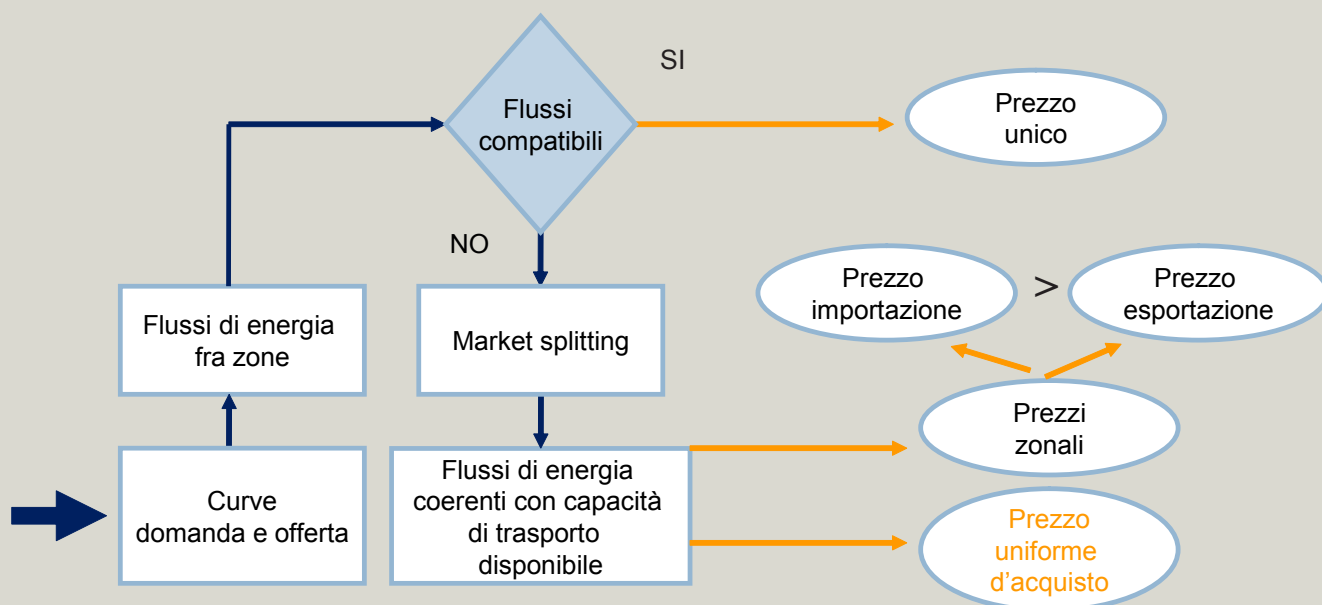 SI
Flussi
compatibili
Prezzo
unico
NO
Prezzo
importazione
>
Prezzo
esportazione
Flussi di energia
fra zone
Market splitting
Prezzi
zonali
Curve
domanda e offerta
Flussi di energia
coerenti con capacità
di trasporto
disponibile
Prezzo
uniforme
d’acquisto